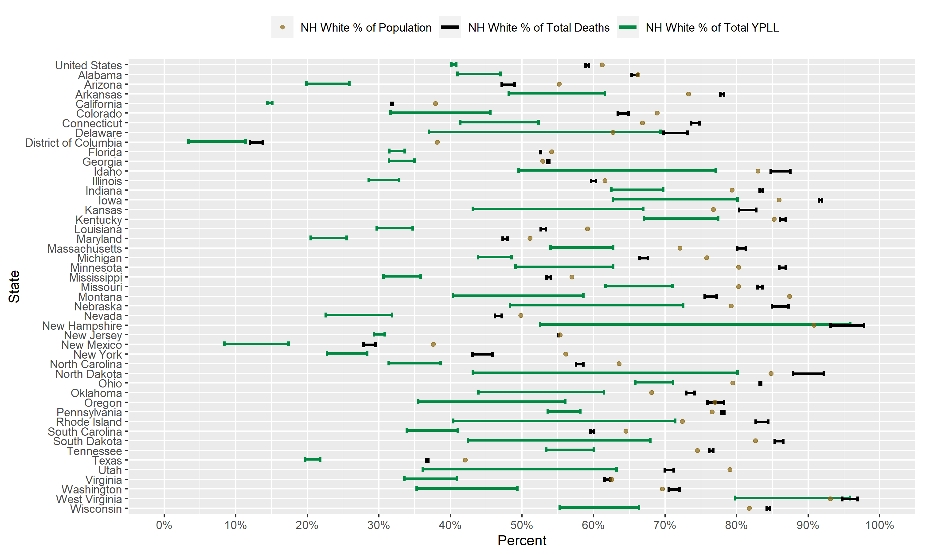 NH White % of Population NH White % of Total Deaths NH White % of Total YPLL
United States
Alabama
Arizona
Arkansas
California
Colorado
Connecticut
Delaware
District of Columbia
Florida
Georgia
Idaho
Illinois
Indiana
Iowa
Kansas
Kentucky
Louisiana
Maryland
Massachusetts
Michigan
Minnesota
Mississippi
Missouri
Montana
Nebraska
Nevada
New Hampshire
New Jersey
New Mexico
New York
North Carolina
North Dakota
Ohio
Oklahoma
Oregon
Pennsylvania
Rhode Island
South Carolina
South Dakota
Tennessee
Texas
Utah
Virginia
Washington
West Virginia
Wisconsin
State
0% 10% 20% 30% 40% 50% 60% 70% 80% 90% 100%
Percent